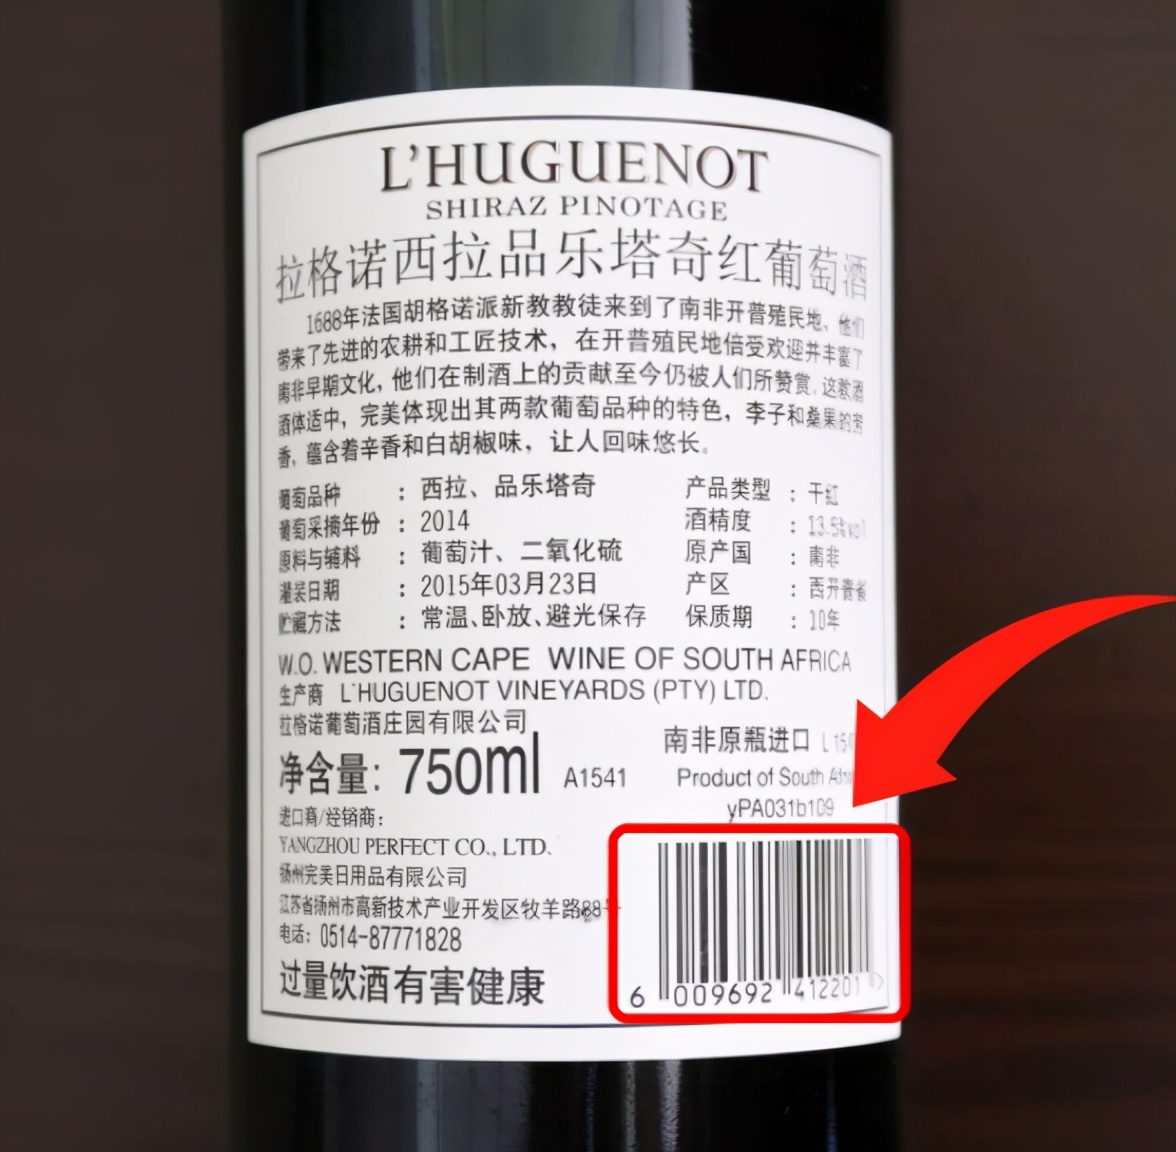 L'HUGUENOT
SHIRAZ PINOTAGE
拉格诺西拉品乐塔奇红葡萄酒
1688年法国胡格诺派新教教徒来到了南非开普殖民地，他们
带来了先进的农耕和工匠技术，在开普殖民地倍受欢迎并丰富了
南非早期文化，他们在制酒上的贡献至今仍被人们所赞赏。这款酒
酒体适中，完美体现出其两款葡萄品种的特色，李子和桑果的芳
香，蕴含着辛香和白胡椒味，让人回味悠长。
葡萄品种 ：西拉、品乐塔奇 产品类型 ：干红
葡萄采摘年份 ：2014 酒精度 ：13.5%vol
原料与辅料 ：葡萄汁、二氧化硫 原产国 ：南非
灌装日期 ：2015年03月23日 产区 ：西开普省
贮藏方法 ：常温、卧放、避光保存 保质期 ：10年
W.O. WESTERN CAPE WINE OF SOUTH AFRICA
生产商 L'HUGUENOT VINEYARDS (PTY) LTD.
拉格诺葡萄酒庄园有限公司
南非原瓶进口
净含量：750ml A1541 Product of South
yPA031b109
进口商/经销商：
YANGZHOU PERFECT CO., LTD.
扬州完美日用品有限公司
江苏省扬州市高新技术产业开发区牧羊路88号
电话：0514-87771828
过量饮酒有害健康
6 009692 412201 >